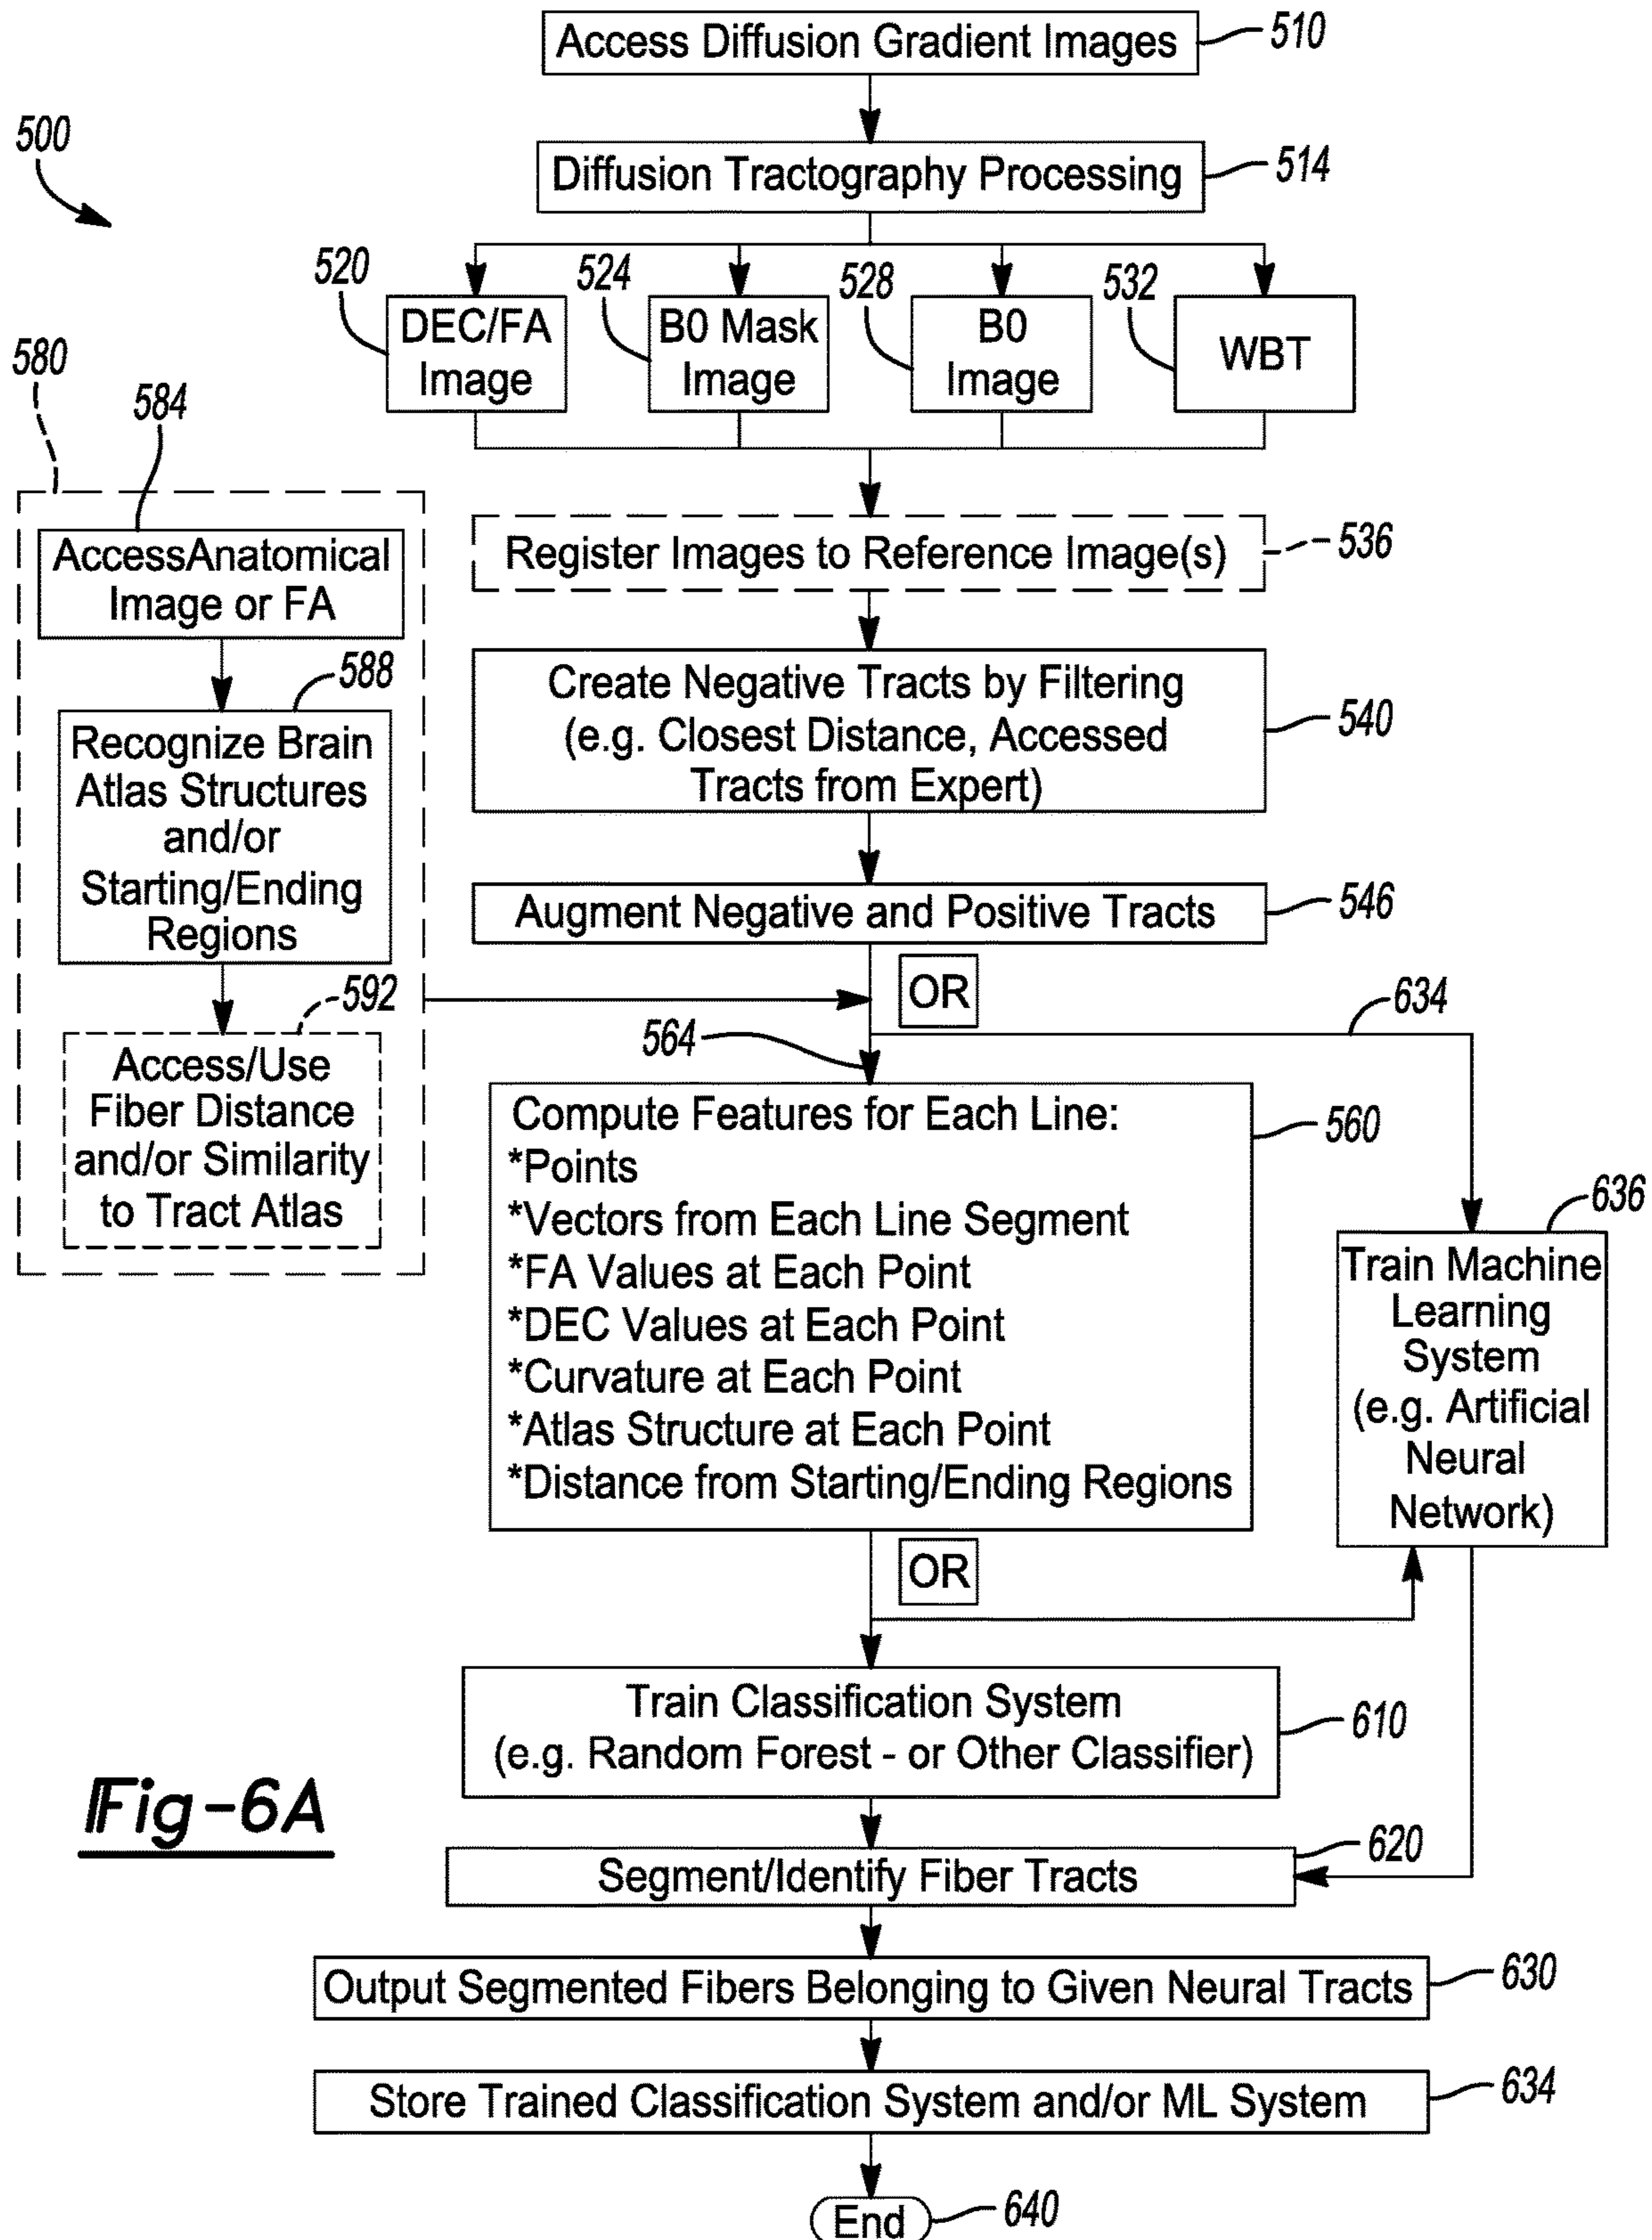 Access Diffusion Gradient Images
510
500
Diffusion Tractography Processing
514
520
524
528
532
DEC/FA
Image
B0 Mask
Image
B0
Image
WBT
580
584
AccessAnatomical
Image or FA
588
Recognize Brain
Atlas Structures
and/or
Starting/Ending
Regions
592
Access/Use
Fiber Distance
and/or Similarity
to Tract Atlas
Register Images to Reference Image(s)
536
Create Negative Tracts by Filtering
(e.g. Closest Distance, Accessed
Tracts from Expert)
540
Augment Negative and Positive Tracts
546
OR
634
564
Compute Features for Each Line:
*Points
*Vectors from Each Line Segment
*FA Values at Each Point
*DEC Values at Each Point
*Curvature at Each Point
*Atlas Structure at Each Point
*Distance from Starting/Ending Regions
560
636
Train Machine
Learning
System
(e.g. Artificial
Neural
Network)
OR
Train Classification System
(e.g. Random Forest - or Other Classifier)
610
Fig-6A
Segment/Identify Fiber Tracts
620
Output Segmented Fibers Belonging to Given Neural Tracts
630
Store Trained Classification System and/or ML System
634
End
640